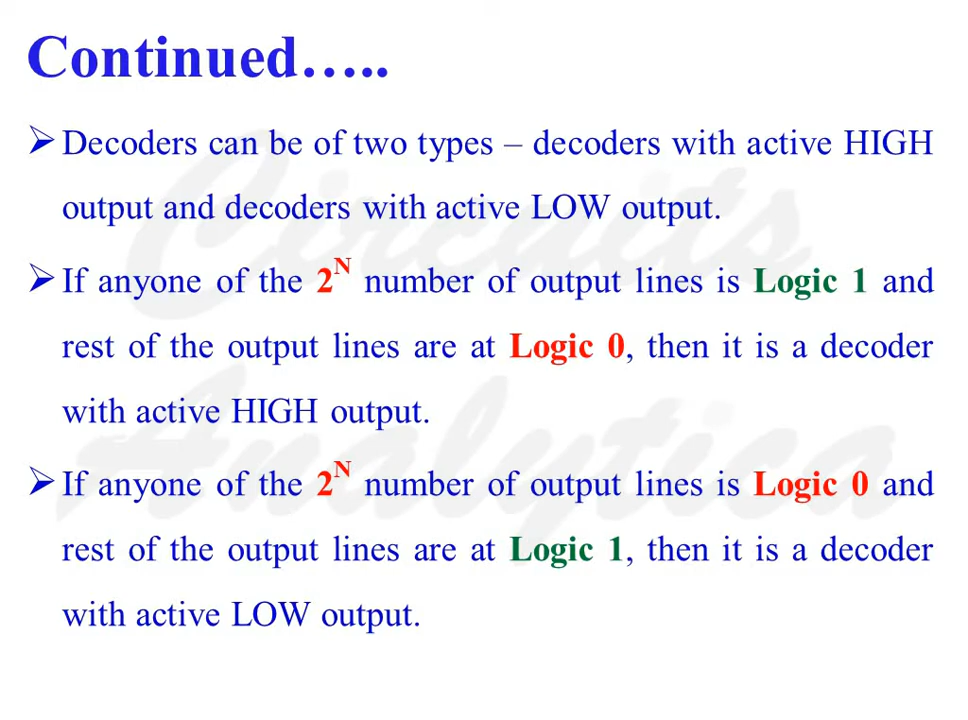 Continued…..
➢ Decoders can be of two types – decoders with active HIGH
output and decoders with active LOW output.
➢ If anyone of the 2^N number of output lines is Logic 1 and
rest of the output lines are at Logic 0, then it is a decoder
with active HIGH output.
➢ If anyone of the 2^N number of output lines is Logic 0 and
rest of the output lines are at Logic 1, then it is a decoder
with active LOW output.
Circuits
Analytica